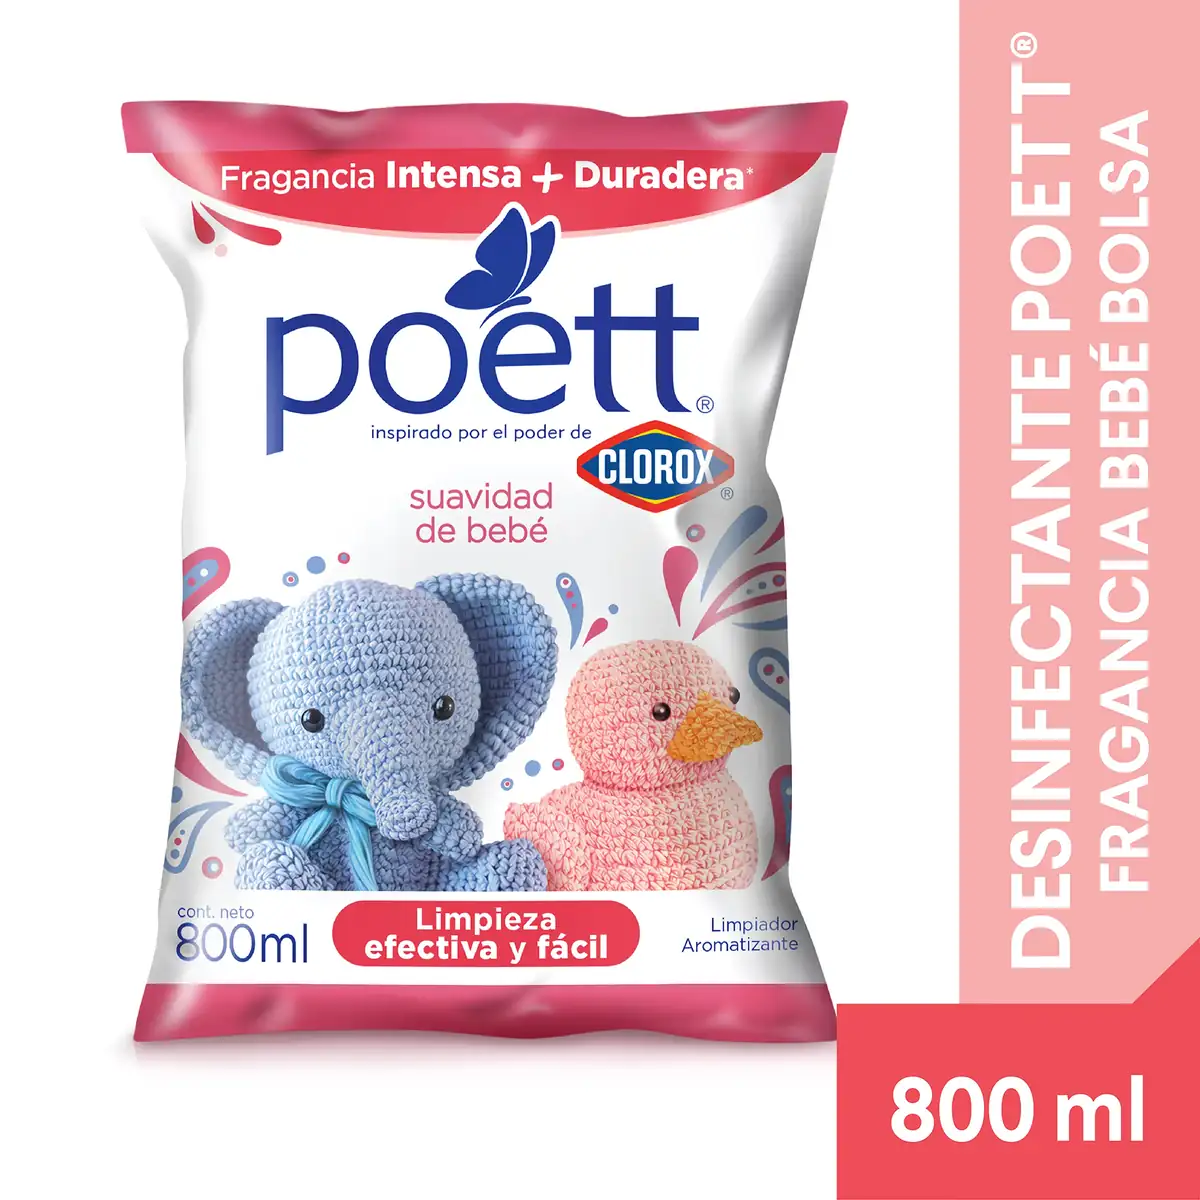 Fragancia Intensa + Duradera*
poett®
inspirado por el poder de
CLOROX®
suavidad
de bebé
cont. neto
800ml
Limpieza
efectiva y fácil
Limpiador
Aromatizante
DESINFECTANTE POETT®
FRAGANCIA BEBÉ BOLSA
800 ml